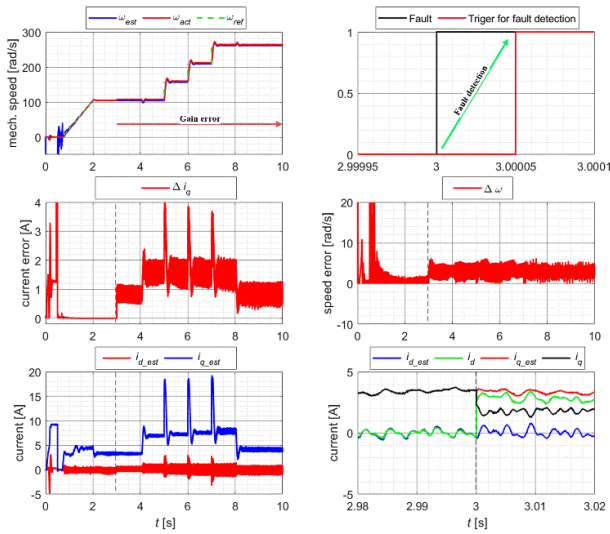 ω_est ω_act ω_ref
mech. speed [rad/s]
300
200
100
0
Gain error
0 2 4 6 8 10
Fault Triger for fault detection
1
0.5
0
Fault detection
2.99995 3 3.00005 3.0001
Δ i_q
current error [A]
4
3
2
1
0
0 2 4 6 8 10
Δ ω
speed error [rad/s]
20
10
0
-10
0 2 4 6 8 10
i_d_est i_q_est
current [A]
20
15
10
5
0
-5
0 2 4 6 8 10
t [s]
i_d_est i_d i_q_est i_q
current [A]
5
0
5
2.98 2.99 3 3.01 3.02
t [s]